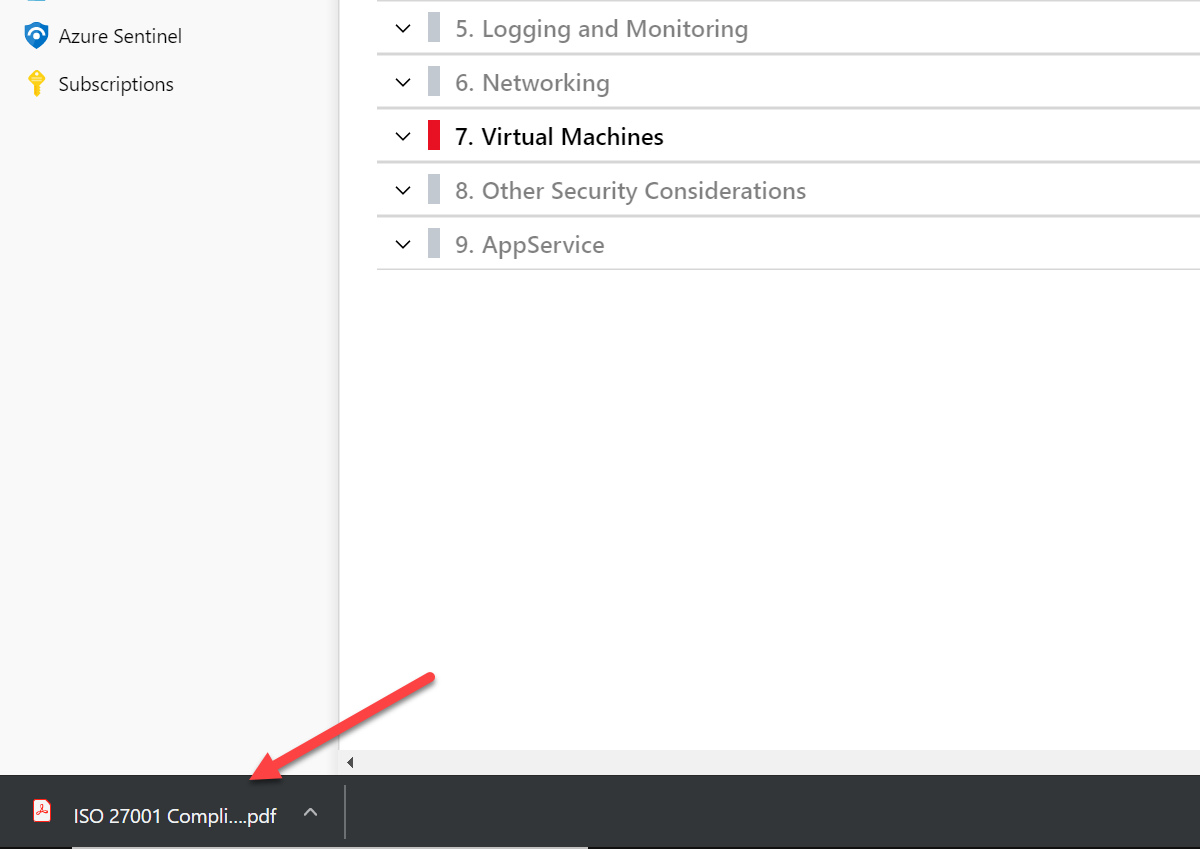 Azure Sentinel
Subscriptions
5. Logging and Monitoring
6. Networking
7. Virtual Machines
8. Other Security Considerations
9. AppService
ISO 27001 Compli....pdf